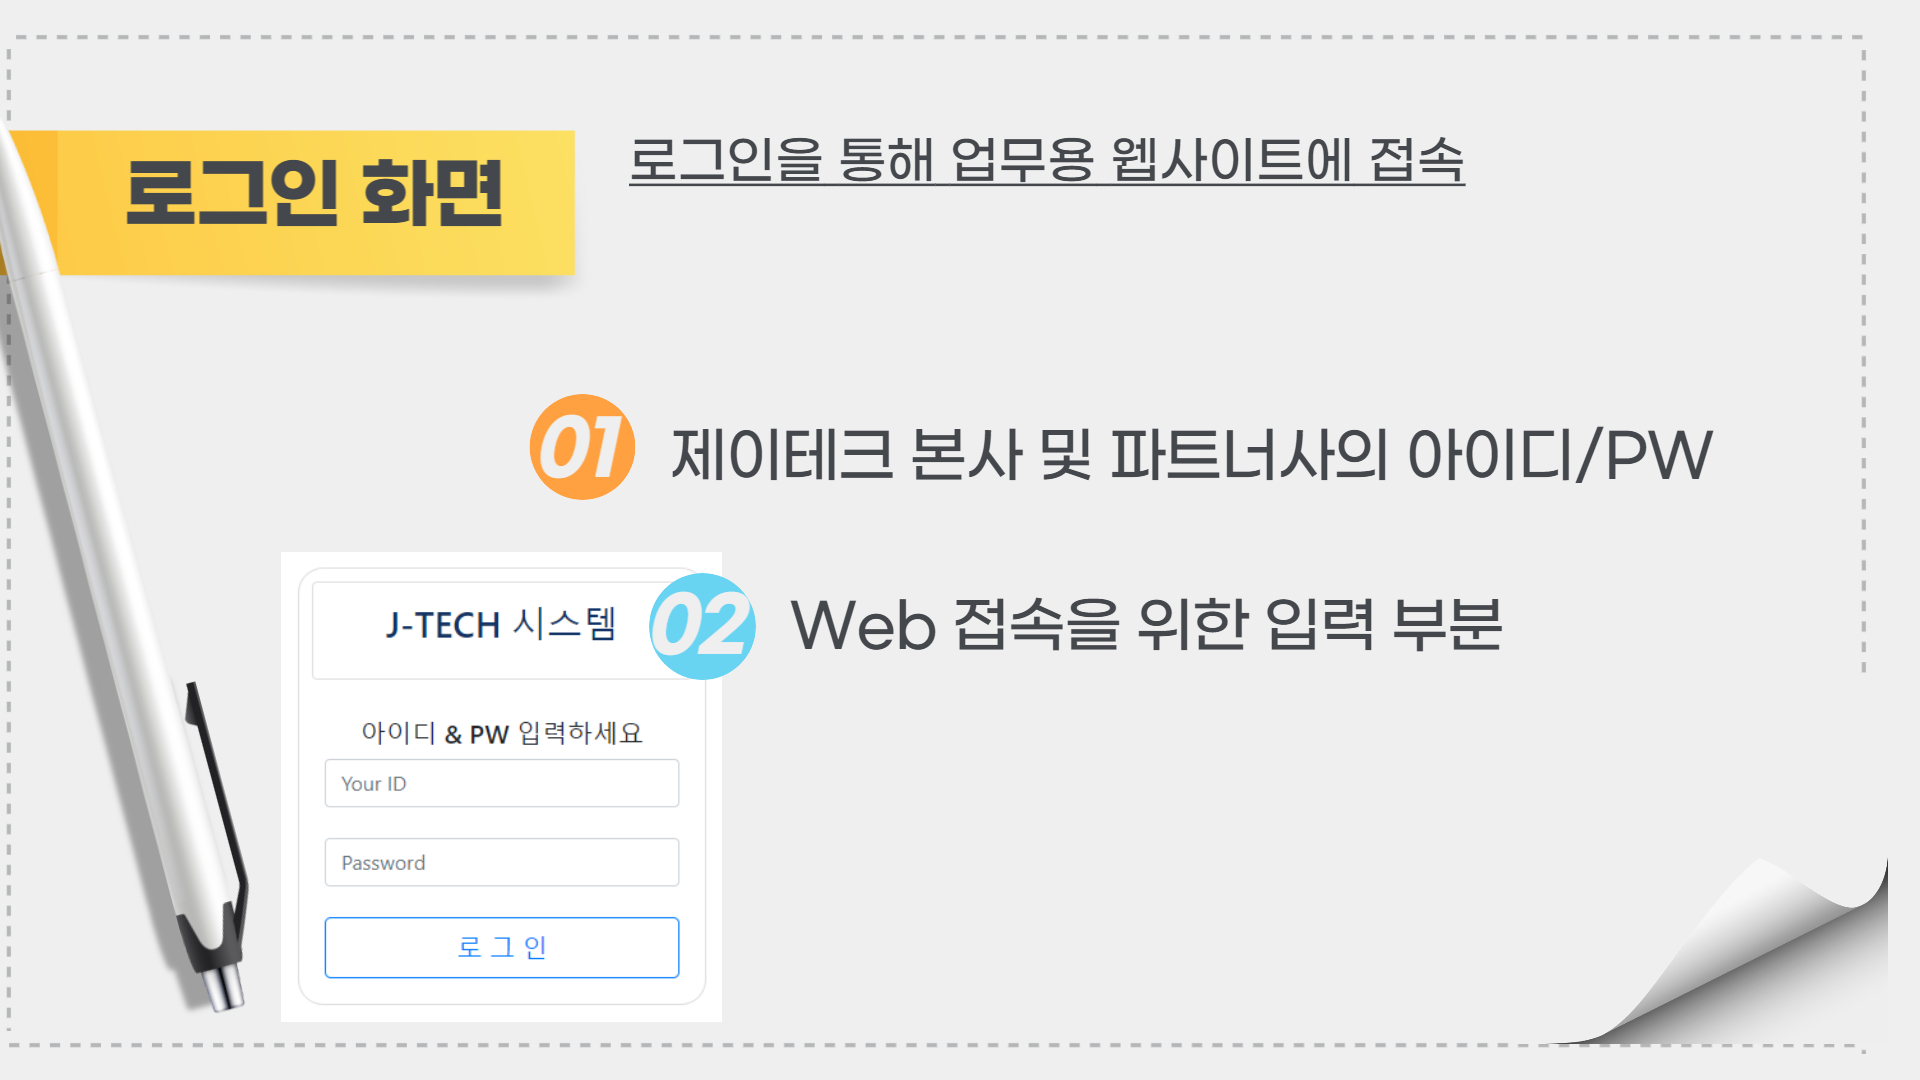 로그인 화면
로그인을 통해 업무용 웹사이트에 접속
01 제이테크 본사 및 파트너사의 아이디/PW
02 Web 접속을 위한 입력 부분
J-TECH 시스템
아이디 & PW 입력하세요
Your ID
Password
로 그 인